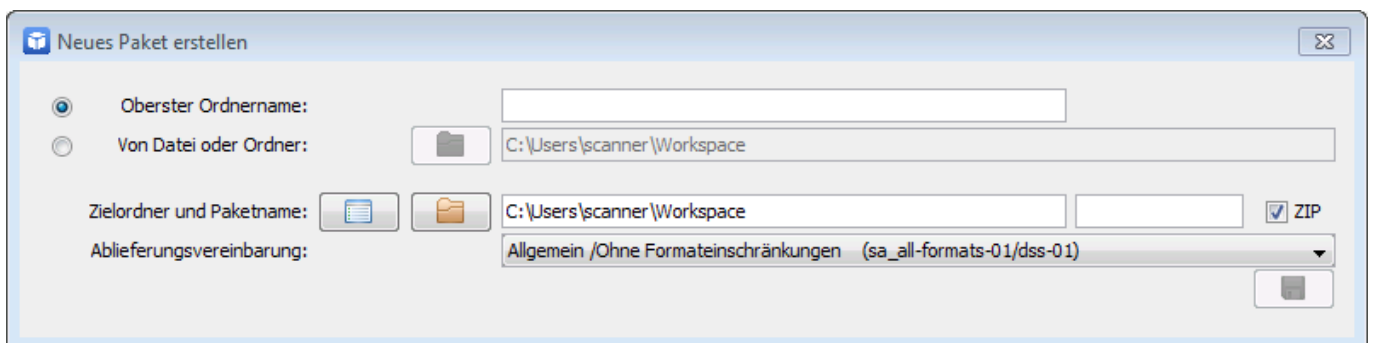 Neues Paket erstellen
Oberster Ordnername:
Von Datei oder Ordner: C:\Users\scanner\Workspace
Zielordner und Paketname: C:\Users\scanner\Workspace ZIP
Ablieferungsvereinbarung: Allgemein /Ohne Formateinschränkungen (sa_all-formats-01/dss-01)